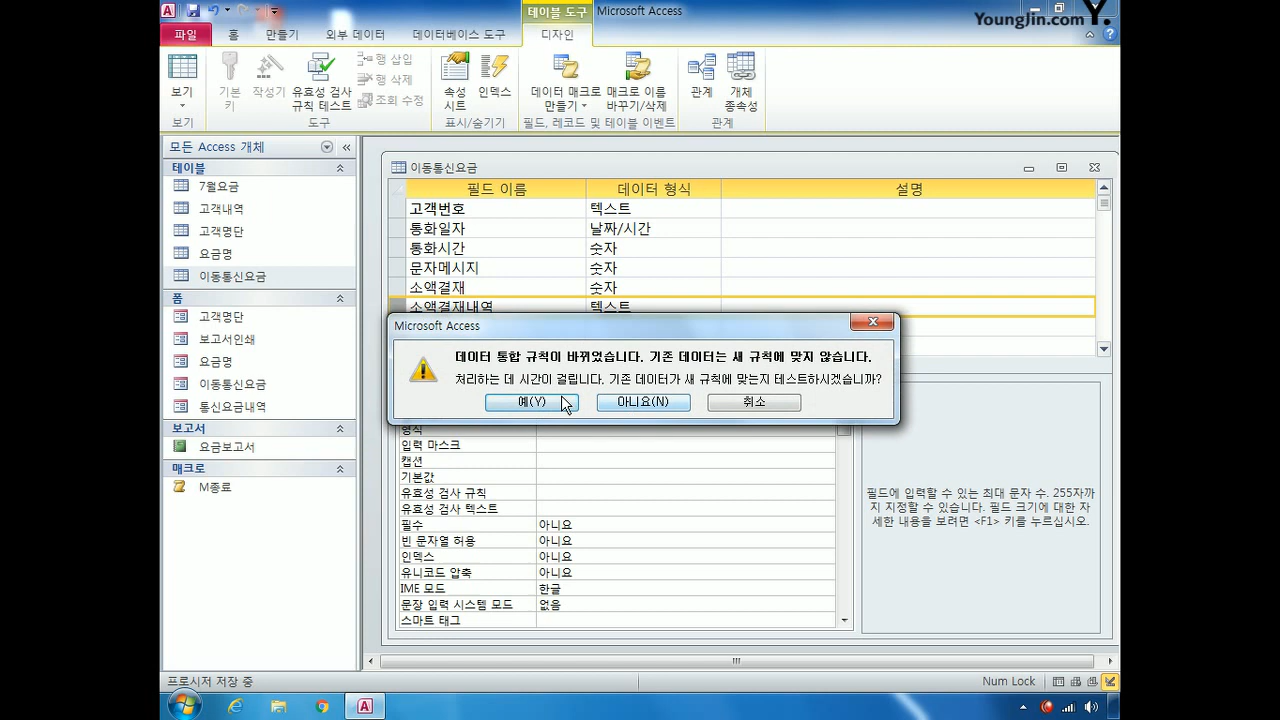 테이블 도구
Microsoft Access
YoungJin.com Y.
파일
홈
만들기
외부 데이터
데이터베이스 도구
디자인
보기
기본 키
작성기
유효성 검사 규칙 테스트
행 삽입
행 삭제
조회 수정
속성 시트
인덱스
데이터 매크로 만들기
매크로 이름 바꾸기/삭제
관계
개체 종속성
보기
도구
표시/숨기기
필드, 레코드 및 테이블 이벤트
관계
모든 Access 개체
테이블
7월요금
고객내역
고객명단
요금명
이동통신요금
폼
고객명단
보고서인쇄
요금명
이동통신요금
통신요금내역
보고서
요금보고서
매크로
M종료
이동통신요금
필드 이름 데이터 형식 설명
고객번호 텍스트
통화일자 날짜/시간
통화시간 숫자
문자메시지 숫자
소액결재 숫자
소액결재내역 텍스트
Microsoft Access
데이터 통합 규칙이 바뀌었습니다. 기존 데이터는 새 규칙에 맞지 않습니다.
처리하는 데 시간이 걸립니다. 기존 데이터가 새 규칙에 맞는지 테스트하시겠습니까?
예(Y)
아니요(N)
취소
형식
입력 마스크
캡션
기본값
유효성 검사 규칙
유효성 검사 텍스트
필수 아니요
빈 문자열 허용 아니요
인덱스 아니요
유니코드 압축 아니요
IME 모드 한글
문장 입력 시스템 모드 없음
스마트 태그
필드에 입력할 수 있는 최대 문자 수. 255자까
지 지정할 수 있습니다. 필드 크기에 대한 자
세한 내용을 보려면 <F1> 키를 누르십시오.
프로시저 저장 중
Num Lock